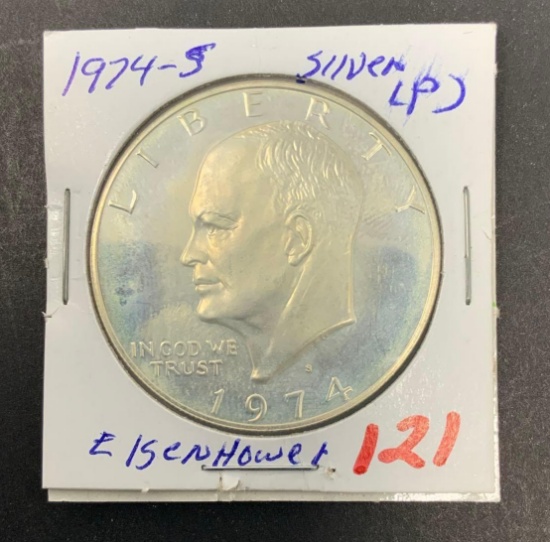 1974-S Silver
(P)
LIBERTY
IN GOD WE
TRUST
S
1974
Eisenhower 121